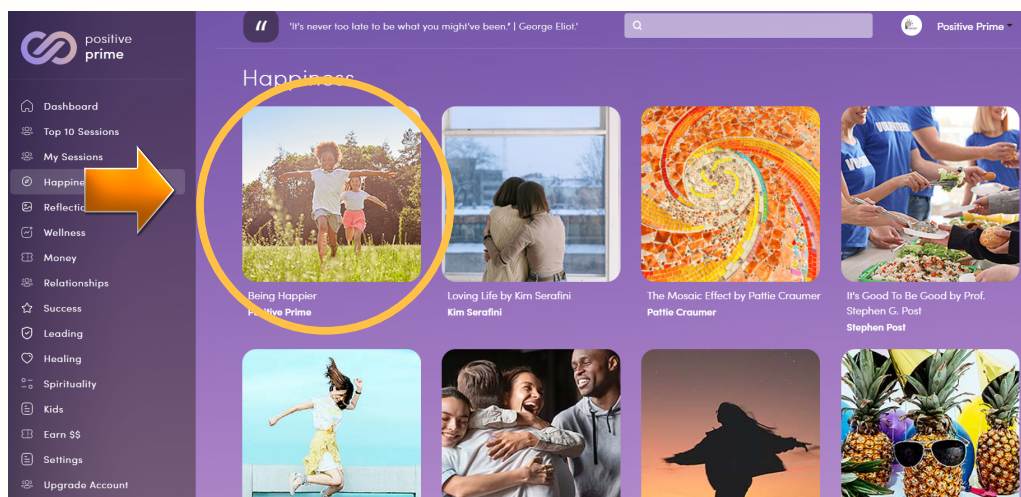 positive
prime
"
'It's never too late to be what you might've been." | George Eliot.'
Positive Prime
Happiness
Dashboard
Top 10 Sessions
My Sessions
Happine
Reflectio
Wellness
Money
Relationships
Success
Leading
Healing
Spirituality
Kids
Earn $$
Settings
Upgrade Account
Being Happier
Positive Prime
Loving Life by Kim Serafini
Kim Serafini
The Mosaic Effect by Pattie Craumer
Pattie Craumer
VOLUNTEER
It's Good To Be Good by Prof.
Stephen G. Post
Stephen Post